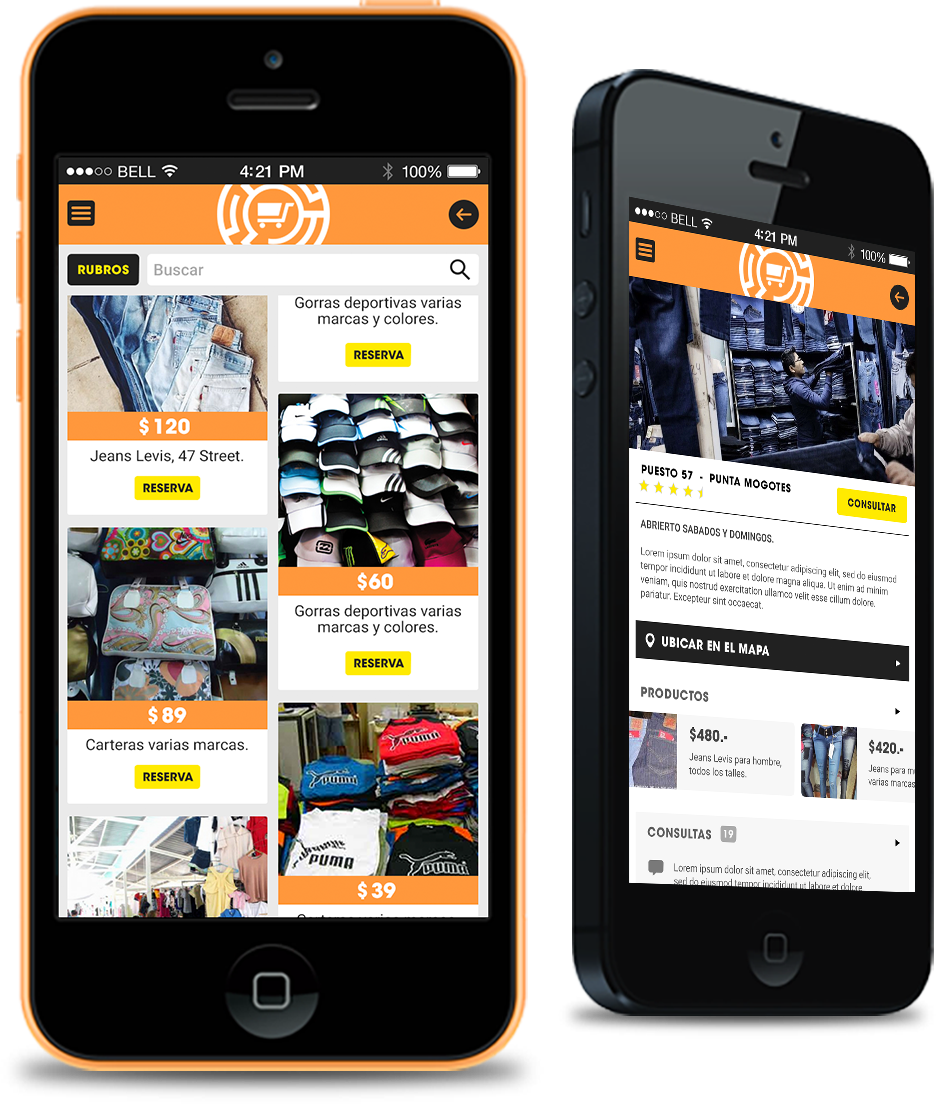 BELL
4:21 PM
100%
RUBROS
Buscar
$ 120
Jeans Levis, 47 Street.
RESERVA
$ 89
Carteras varias marcas.
RESERVA
Gorras deportivas varias
marcas y colores.
RESERVA
$60
Gorras deportivas varias
marcas y colores.
RESERVA
PUMA
PUMA
PUMA
PUMA
$ 39
BELL
4:21 PM
100%
PUESTO 57 - PUNTA MOGOTES
CONSULTAR
ABRIERTO SABADOS Y DOMINGOS.
Lorem ipsum dolor sit amet, consectetur adipiscing elit, sed do eiusmod
tempor incididunt ut labore et dolore magna aliqua. Ut enim ad minim
veniam, quis nostrud exercitation ullamco velit esse cillum dolore.
pariatur. Excepteur sint occaecat.
UBICAR EN EL MAPA
PRODUCTOS
$480.-
Jeans Levis para hombre,
todos los talles.
$420.-
Jeans para m
varias marcas
CONSULTAS 19
Lorem ipsum dolor sit amet, consectetur adipiscing elit,
sed do eiusmod tempor incididunt ut labore et dolore